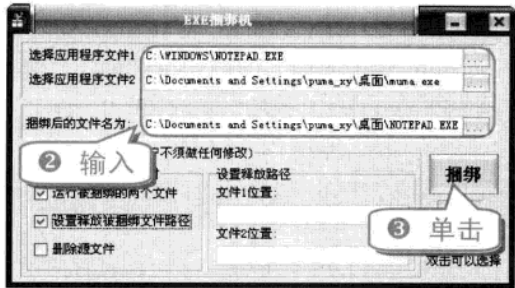 EXE捆绑机
选择应用程序文件1 C:\WINDOWS\NOTEPAD.EXE ...
选择应用程序文件2 C:\Documents and Settings\puma_xy\桌面\muma.exe ...
捆绑后的文件名为: C:\Documents and Settings\puma_xy\桌面\NOTEPAD.EXE ...
❷ 输入
不须做任何修改)
捆绑
运行被捆绑的两个文件
设置释放路径
文件1位置:
设置释放被捆绑文件路径
❸ 单击
删除源文件
文件2位置:
双击可以选择